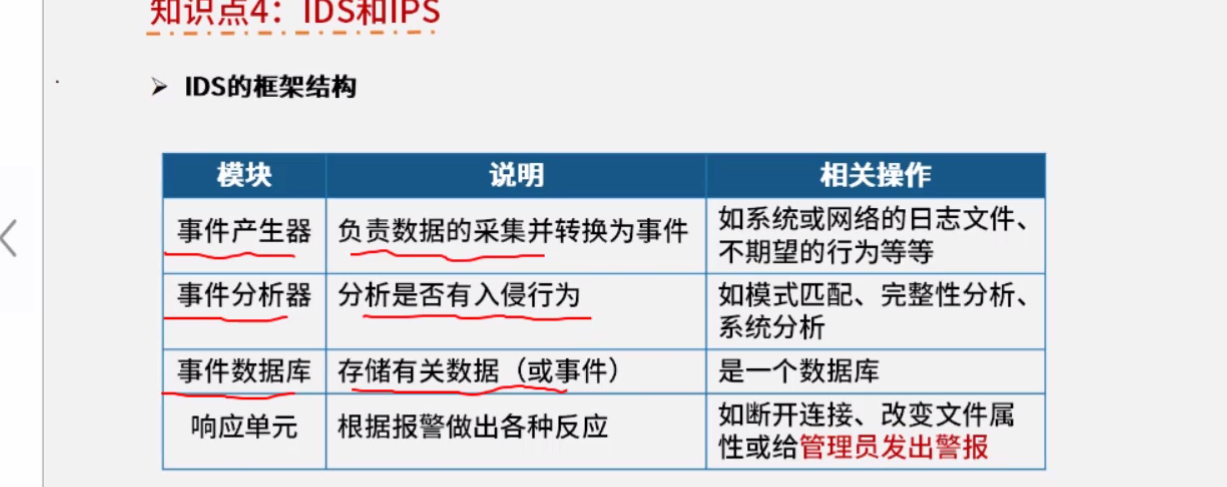 知识点4：IDS和IPS
➢ IDS的框架结构
模块 说明 相关操作
事件产生器 负责数据的采集并转换为事件 如系统或网络的日志文件、
不期望的行为等等
事件分析器 分析是否有入侵行为 如模式匹配、完整性分析、
系统分析
事件数据库 存储有关数据（或事件） 是一个数据库
响应单元 根据报警做出各种反应 如断开连接、改变文件属
性或给管理员发出警报